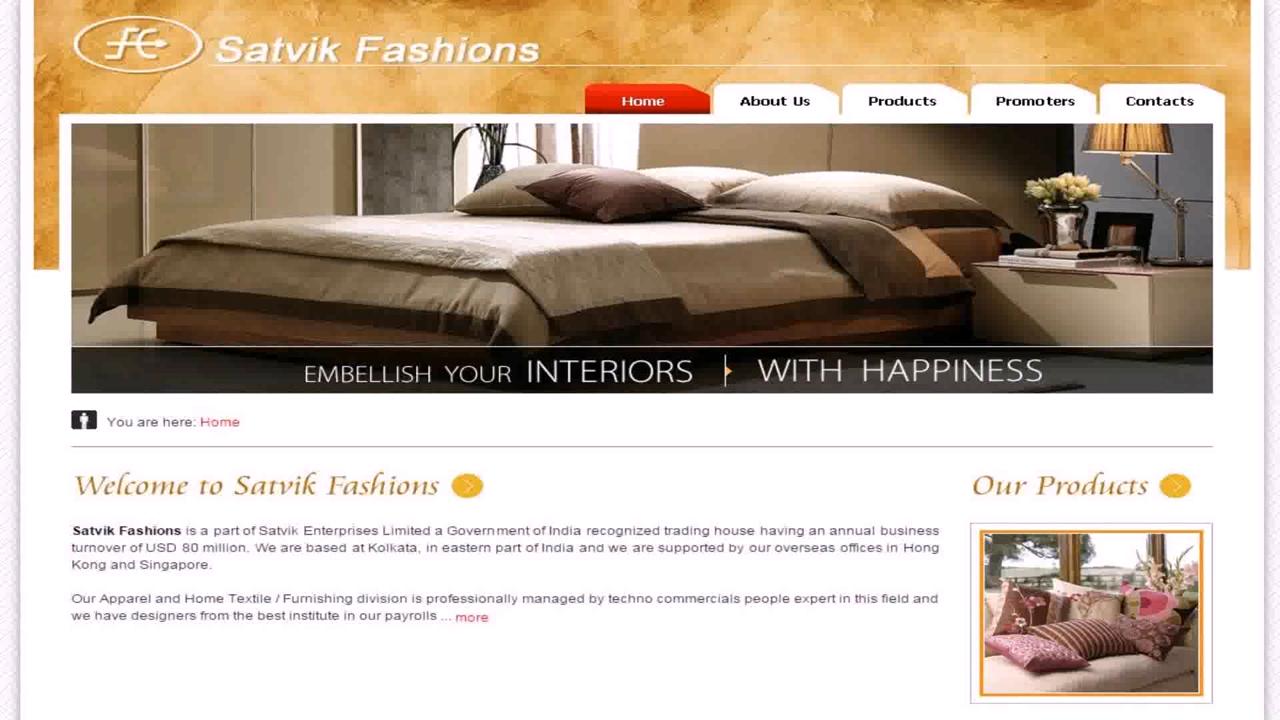 Satvik Fashions
Home
About Us
Products
Promoters
Contacts
EMBELLISH YOUR INTERIORS WITH HAPPINESS
You are here: Home
Welcome to Satvik Fashions
Our Products
Satvik Fashions is a part of Satvik Enterprises Limited a Government of India recognized trading house having an annual business
turnover of USD 80 million. We are based at Kolkata, in eastern part of India and we are supported by our overseas offices in Hong
Kong and Singapore.
Our Apparel and Home Textile / Furnishing division is professionally managed by techno commercials people expert in this field and
we have designers from the best institute in our payrolls ... more